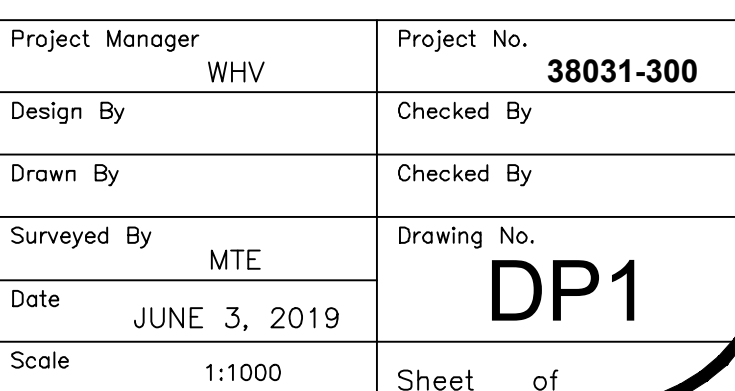 Project Manager
WHV
Project No.
38031-300
Design By
Checked By
Drawn By
Checked By
Surveyed By
MTE
Drawing No.
DP1
Date
JUNE 3, 2019
Scale
1:1000
Sheet of